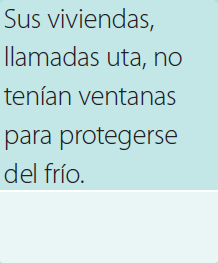 Sus viviendas,
llamadas uta, no
tenían ventanas
para protegerse
del frío.